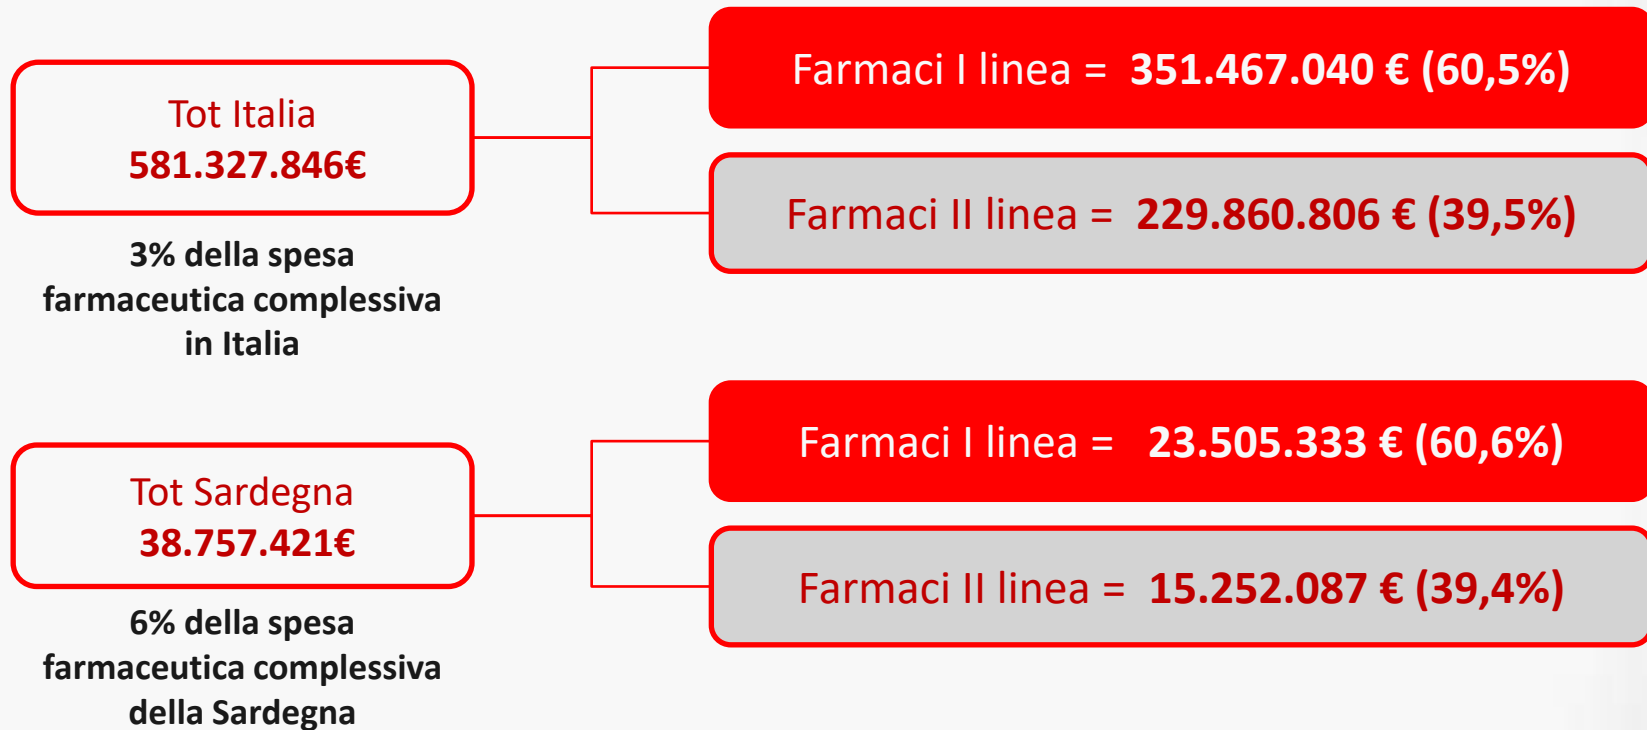 Tot Italia
581.327.846€
3% della spesa
farmaceutica complessiva
in Italia
Farmaci I linea = 351.467.040 € (60,5%)
Farmaci II linea = 229.860.806 € (39,5%)
Tot Sardegna
38.757.421€
6% della spesa
farmaceutica complessiva
della Sardegna
Farmaci I linea = 23.505.333 € (60,6%)
Farmaci II linea = 15.252.087 € (39,4%)